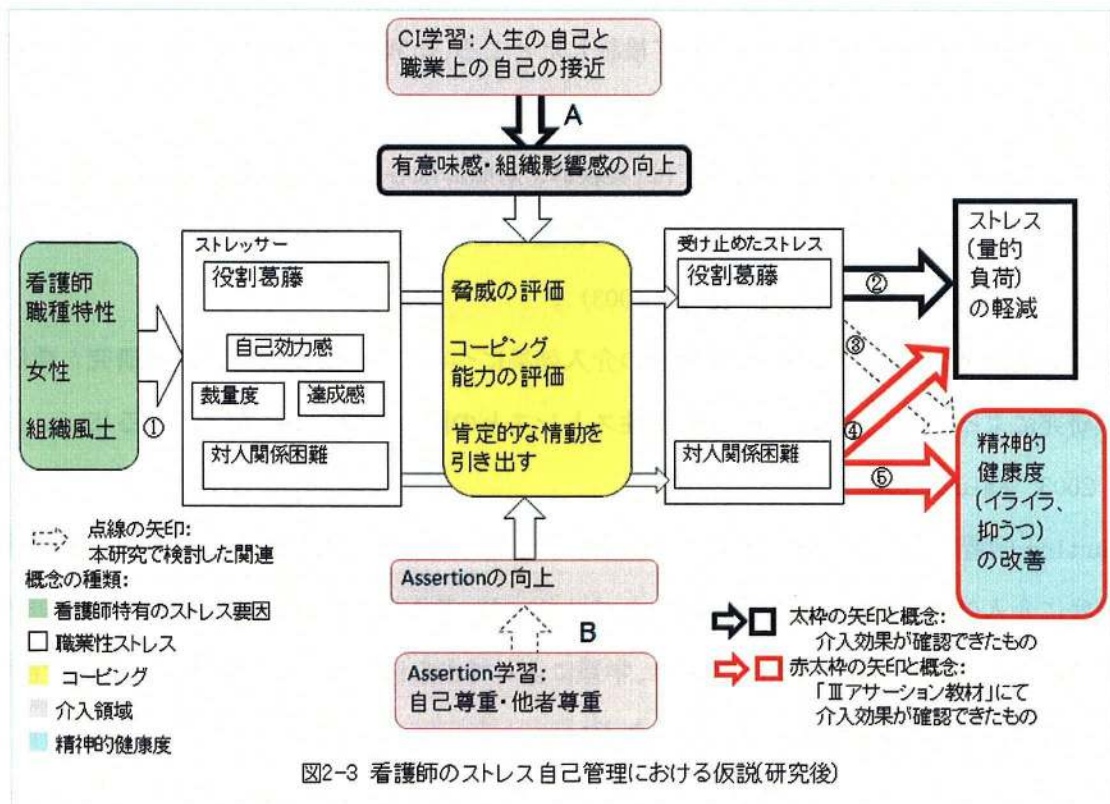 CI学習:人生の自己と
職業上の自己の接近
A
有意味感・組織影響感の向上
看護師
職種特性
女性
組織風土
①
ストレッサー
役割葛藤
自己効力感
裁量度
達成感
対人関係困難
脅威の評価
コーピング
能力の評価
肯定的な情動を
引き出す
受け止めたストレス
役割葛藤
対人関係困難
②
③
④
⑤
ストレス
(量的
負荷)
の軽減
精神的
健康度
(イライラ、
抑うつ)
の改善
Assertionの向上
B
Assertion学習:
自己尊重・他者尊重
点線の矢印:
本研究で検討した関連
概念の種類:
看護師特有のストレス要因
職業性ストレス
コーピング
介入領域
精神的健康度
太枠の矢印と概念:
介入効果が確認できたもの
赤太枠の矢印と概念:
「Ⅲアサーション教材」にて
介入効果が確認できたもの
図2-3 看護師のストレス自己管理における仮説(研究後)